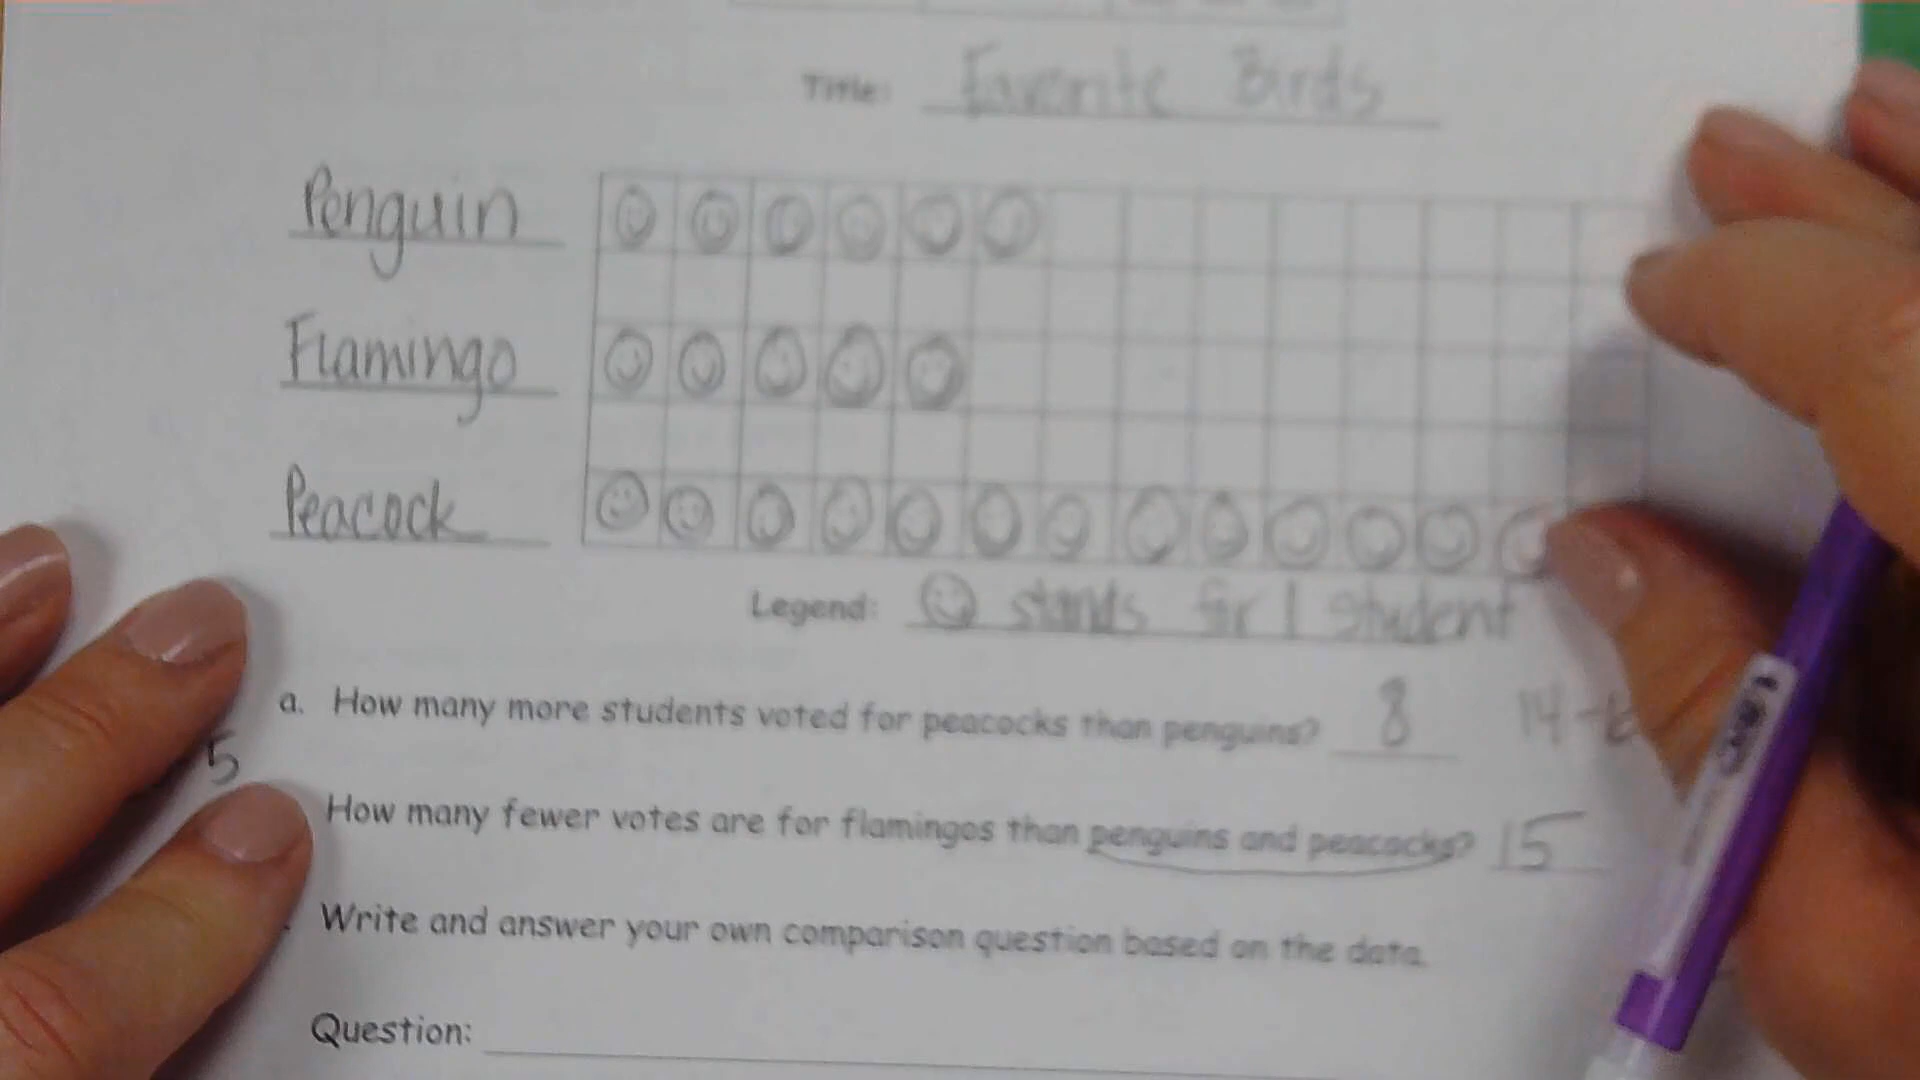 Title: Favorite Birds
Penguin
Flamingo
Peacock
Legend: stands for 1 student
a. How many more students voted for peacocks than penguins? 8 14-6
5
How many fewer votes are for flamingos than penguins and peacocks? 15
Write and answer your own comparison question based on the data.
Question: